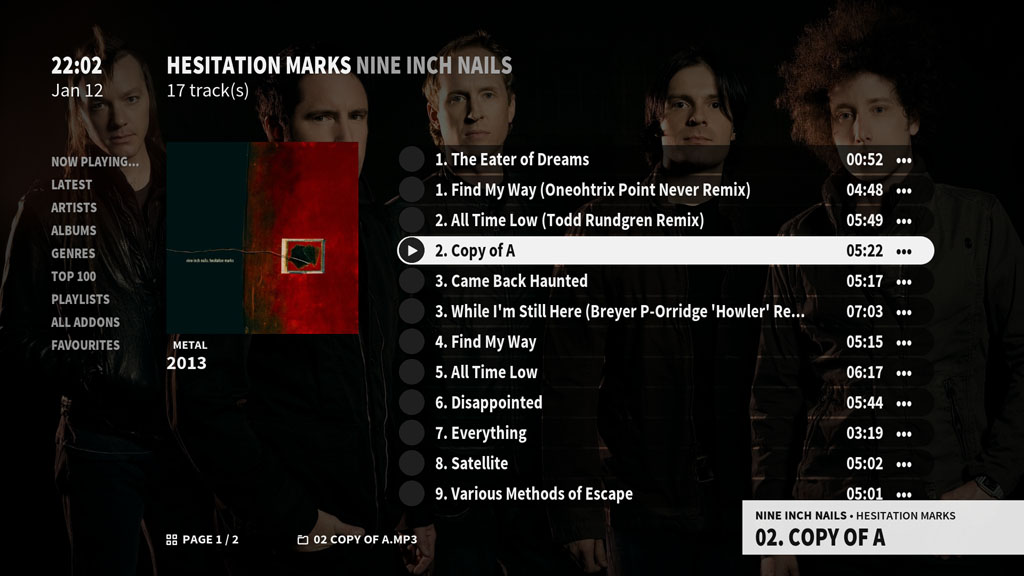 22:02
Jan 12
HESITATION MARKS NINE INCH NAILS
17 track(s)
NOW PLAYING...
LATEST
ARTISTS
ALBUMS
GENRES
TOP 100
PLAYLISTS
ALL ADDONS
FAVOURITES
nine inch nails. hesitation marks
METAL
2013
1. The Eater of Dreams 00:52 •••
1. Find My Way (Oneohtrix Point Never Remix) 04:48 •••
2. All Time Low (Todd Rundgren Remix) 05:49 •••
2. Copy of A 05:22 •••
3. Came Back Haunted 05:17 •••
3. While I'm Still Here (Breyer P-Orridge 'Howler' Re... 07:03 •••
4. Find My Way 05:15 •••
5. All Time Low 06:17 •••
6. Disappointed 05:44 •••
7. Everything 03:19 •••
8. Satellite 05:02 •••
9. Various Methods of Escape 05:01 •••
PAGE 1 / 2
02 COPY OF A.MP3
NINE INCH NAILS • HESITATION MARKS
02. COPY OF A